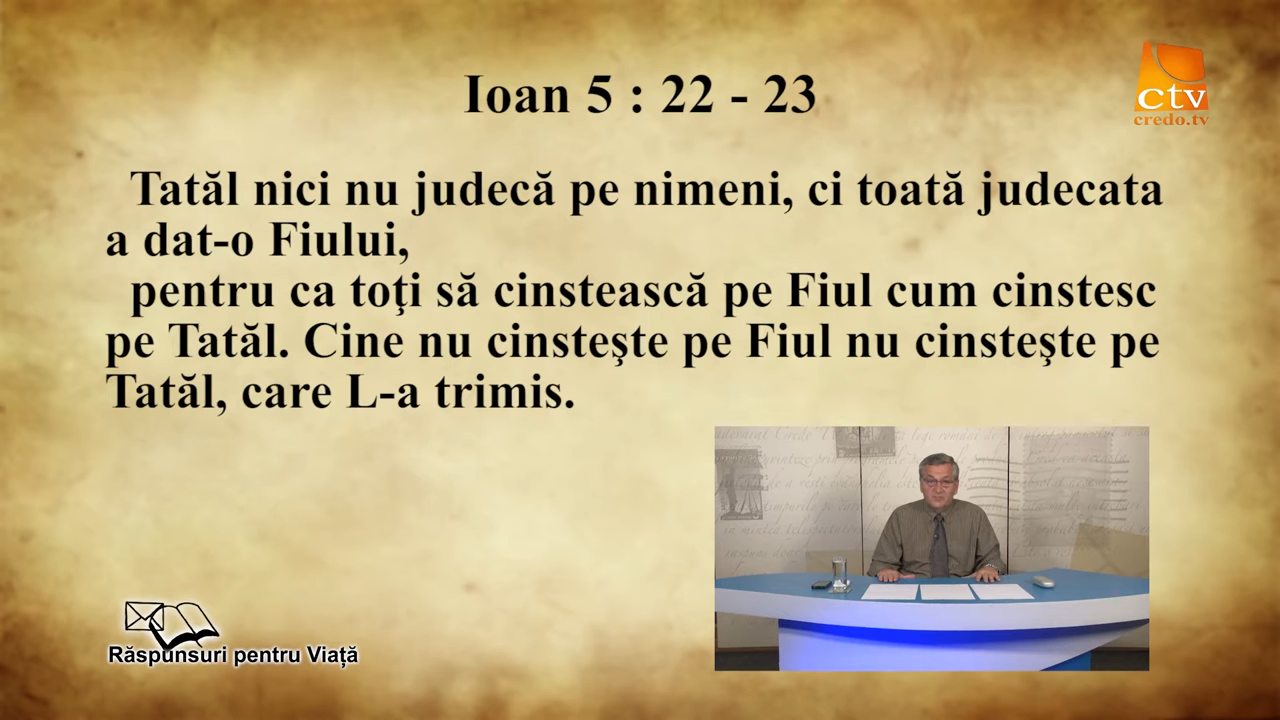 Ioan 5 : 22 - 23
ctv
credo.tv
Tatăl nici nu judecă pe nimeni, ci toată judecata
a dat-o Fiului,
pentru ca toţi să cinstească pe Fiul cum cinstesc
pe Tatăl. Cine nu cinsteşte pe Fiul nu cinsteşte pe
Tatăl, care L-a trimis.
Răspunsuri pentru Viață